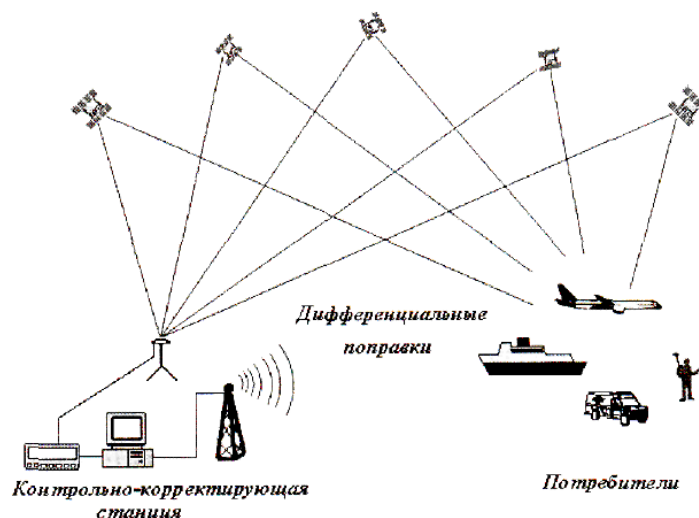 Дифференциальные
поправки
Контрольно-корректирующая
станция
Потребители